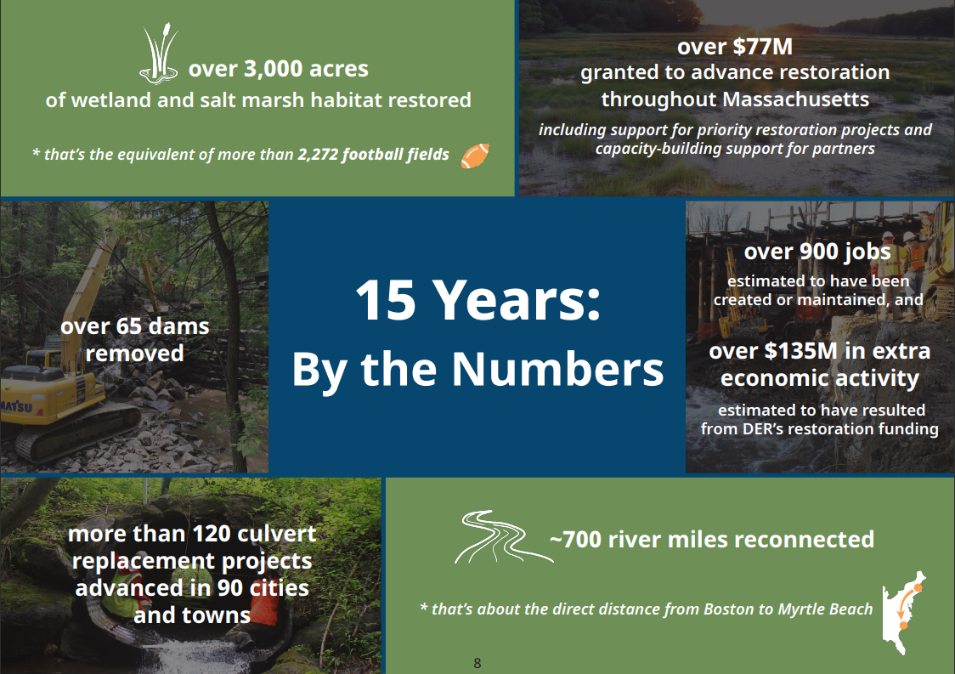 over 3,000 acres
of wetland and salt marsh habitat restored
* that's the equivalent of more than 2,272 football fields
over $77M
granted to advance restoration
throughout Massachusetts
including support for priority restoration projects and
capacity-building support for partners
over 65 dams
removed
MATSU
15 Years:
By the Numbers
over 900 jobs
estimated to have been
created or maintained, and
over $135M in extra
economic activity
estimated to have resulted
from DER's restoration funding
more than 120 culvert
replacement projects
advanced in 90 cities
and towns
~700 river miles reconnected
* that's about the direct distance from Boston to Myrtle Beach
8